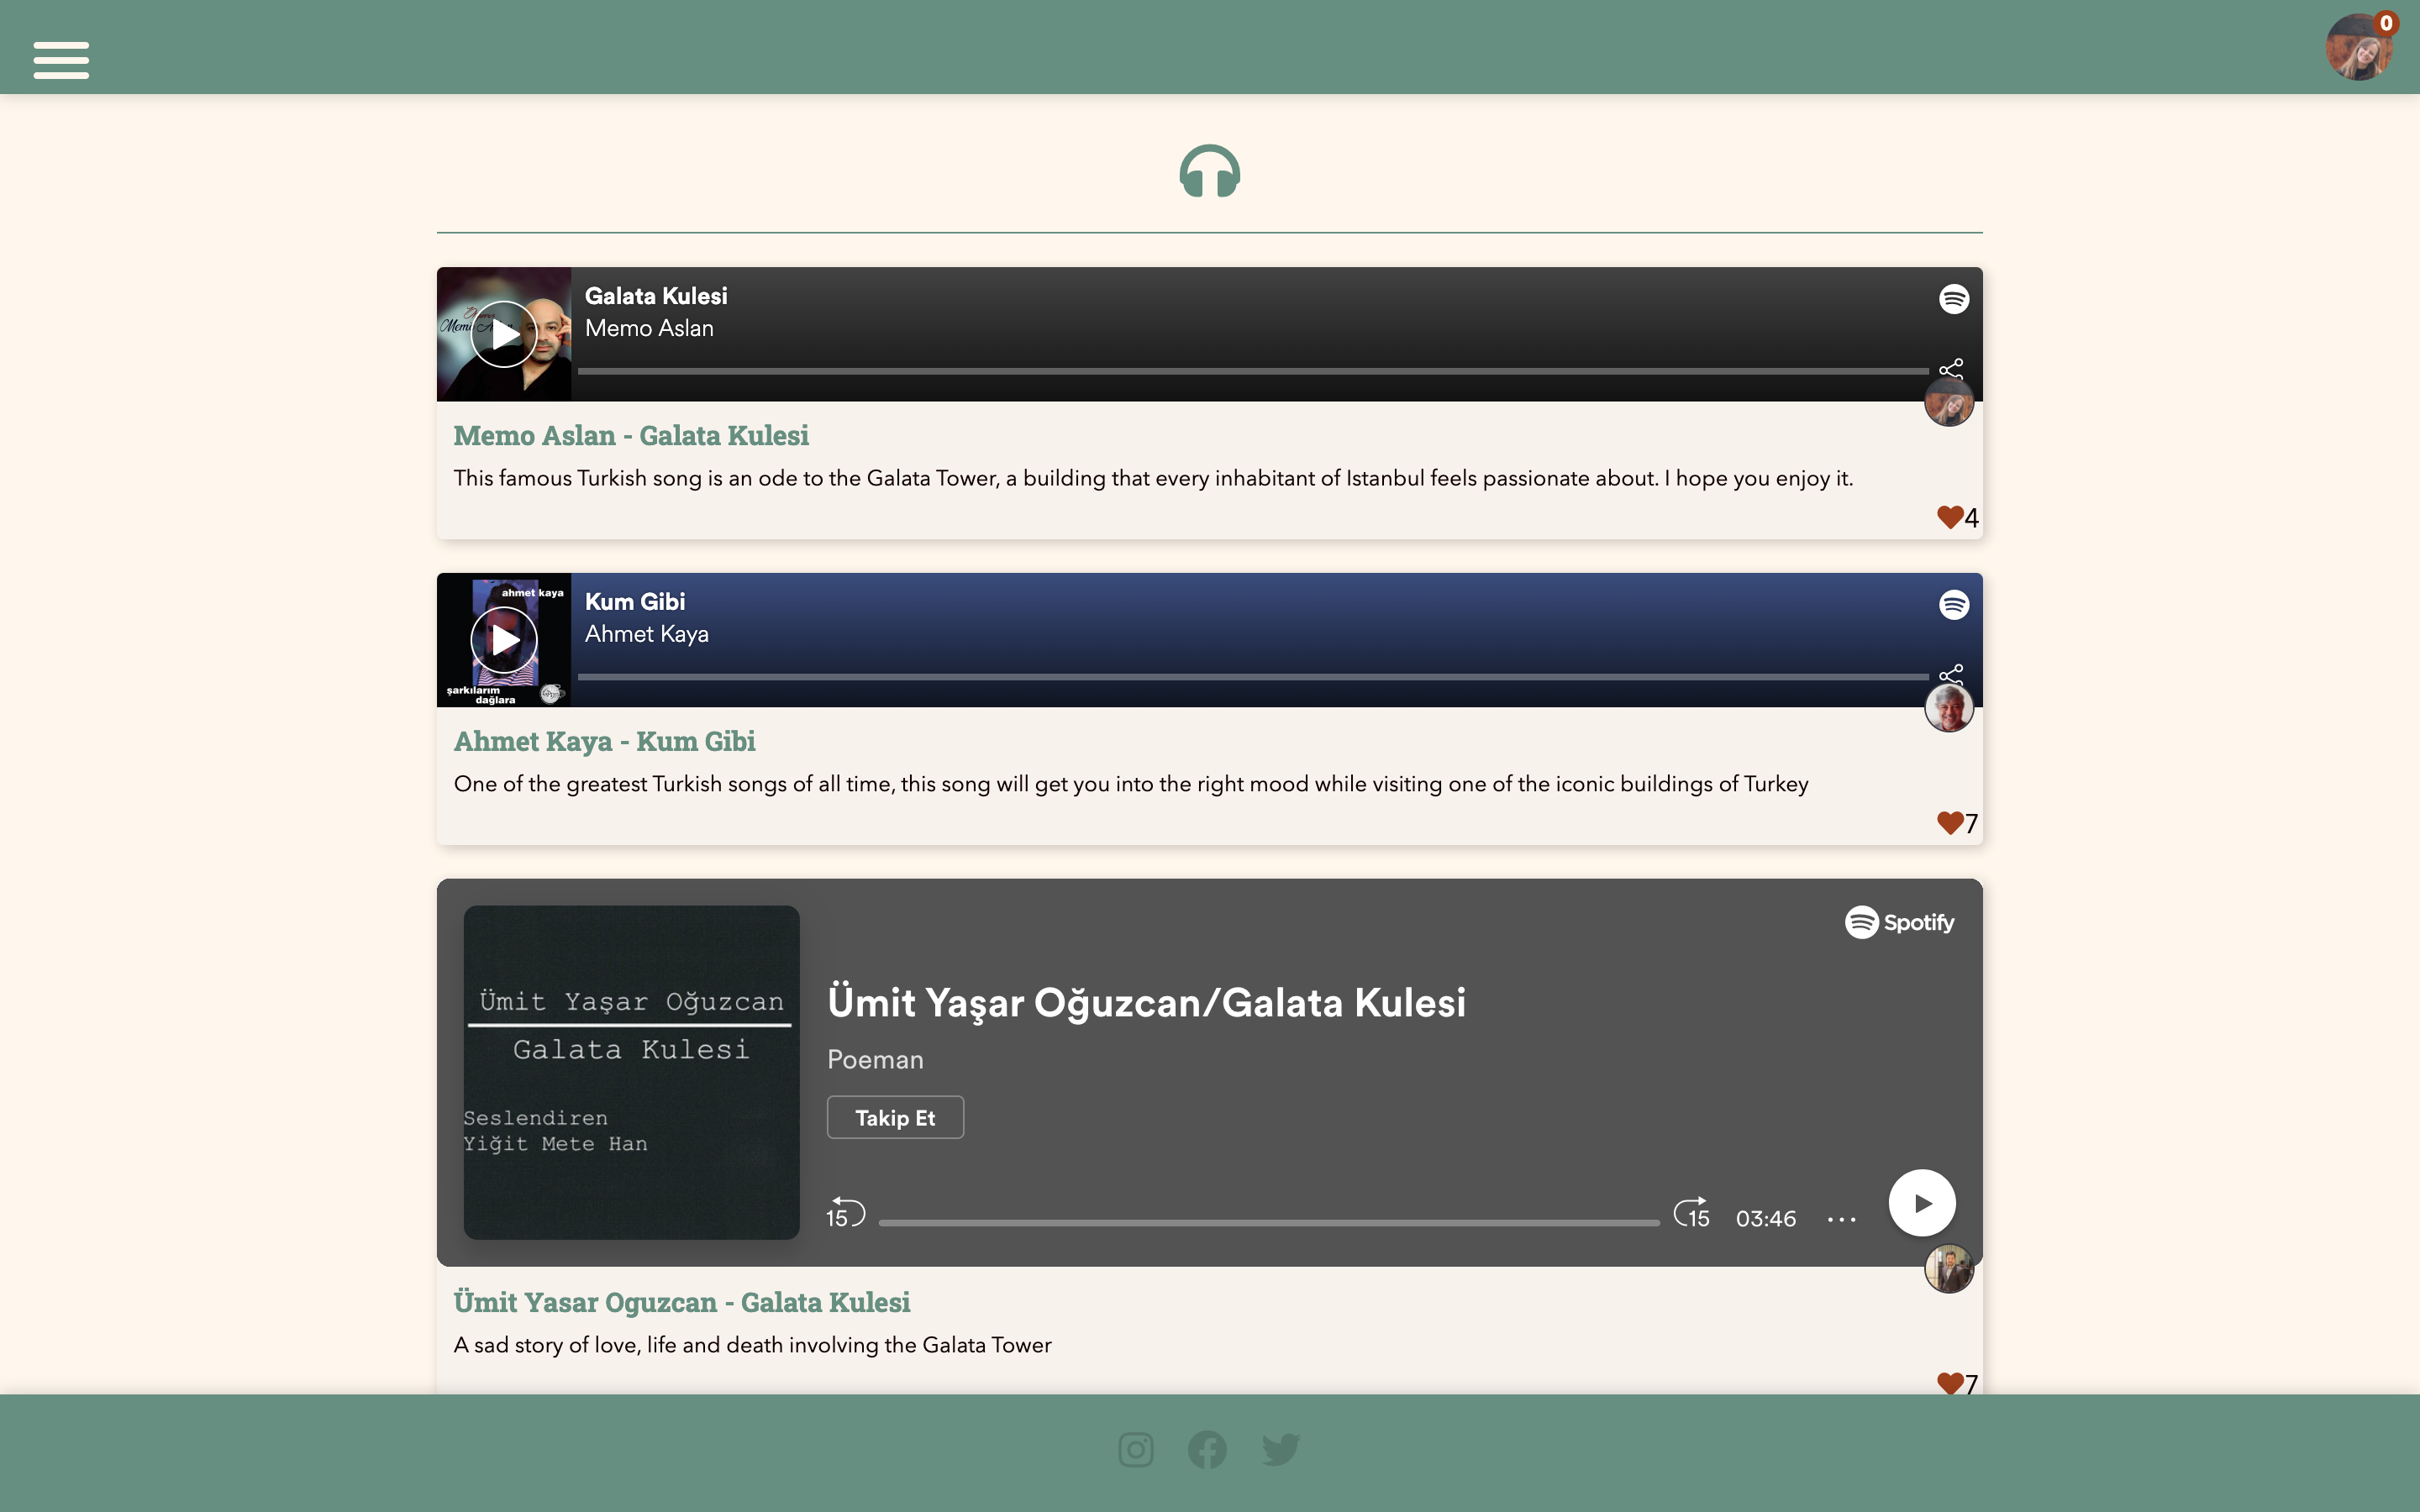 0
Galata Kulesi
Memo Aslan
Memo Aslan - Galata Kulesi
This famous Turkish song is an ode to the Galata Tower, a building that every inhabitant of Istanbul feels passionate about. I hope you enjoy it.
4
ahmet kaya
şarkılarım
dağlara
Kum Gibi
Ahmet Kaya
Ahmet Kaya - Kum Gibi
One of the greatest Turkish songs of all time, this song will get you into the right mood while visiting one of the iconic buildings of Turkey
7
Spotify
Ümit Yaşar Oğuzcan
Galata Kulesi
Seslendiren
Yiğit Mete Han
Ümit Yaşar Oğuzcan/Galata Kulesi
Poeman
Takip Et
15
15
03:46
Ümit Yasar Oguzcan - Galata Kulesi
A sad story of love, life and death involving the Galata Tower
7